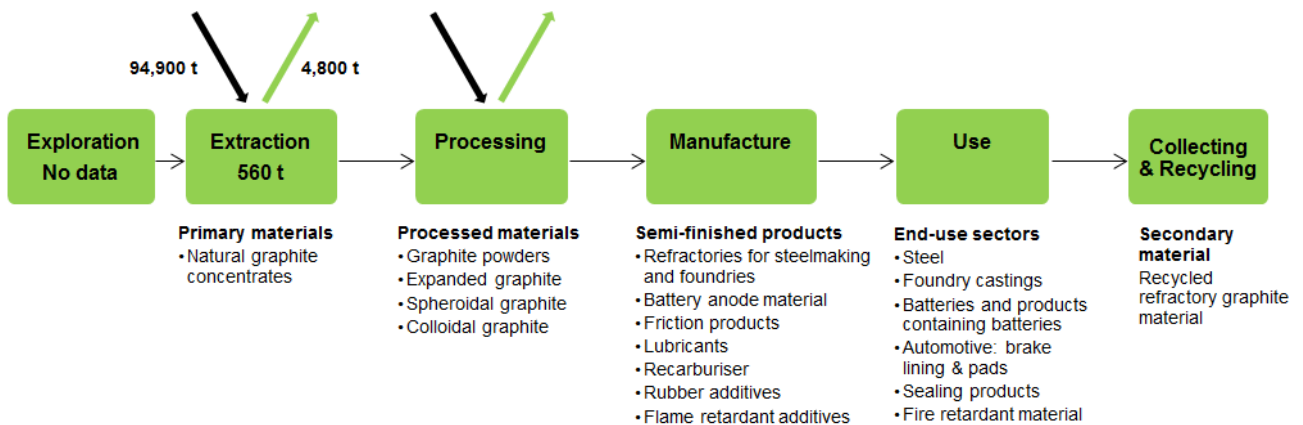 94,900 t
4,800 t
Exploration
No data
Extraction
560 t
Processing
Manufacture
Use
Collecting
& Recycling
Primary materials
• Natural graphite
concentrates
Processed materials
• Graphite powders
• Expanded graphite
• Spheroidal graphite
• Colloidal graphite
Semi-finished products
• Refractories for steelmaking
and foundries
• Battery anode material
• Friction products
• Lubricants
• Recarburiser
• Rubber additives
• Flame retardant additives
End-use sectors
• Steel
• Foundry castings
• Batteries and products
containing batteries
• Automotive: brake
lining & pads
• Sealing products
• Fire retardant material
Secondary
material
Recycled
refractory graphite
material